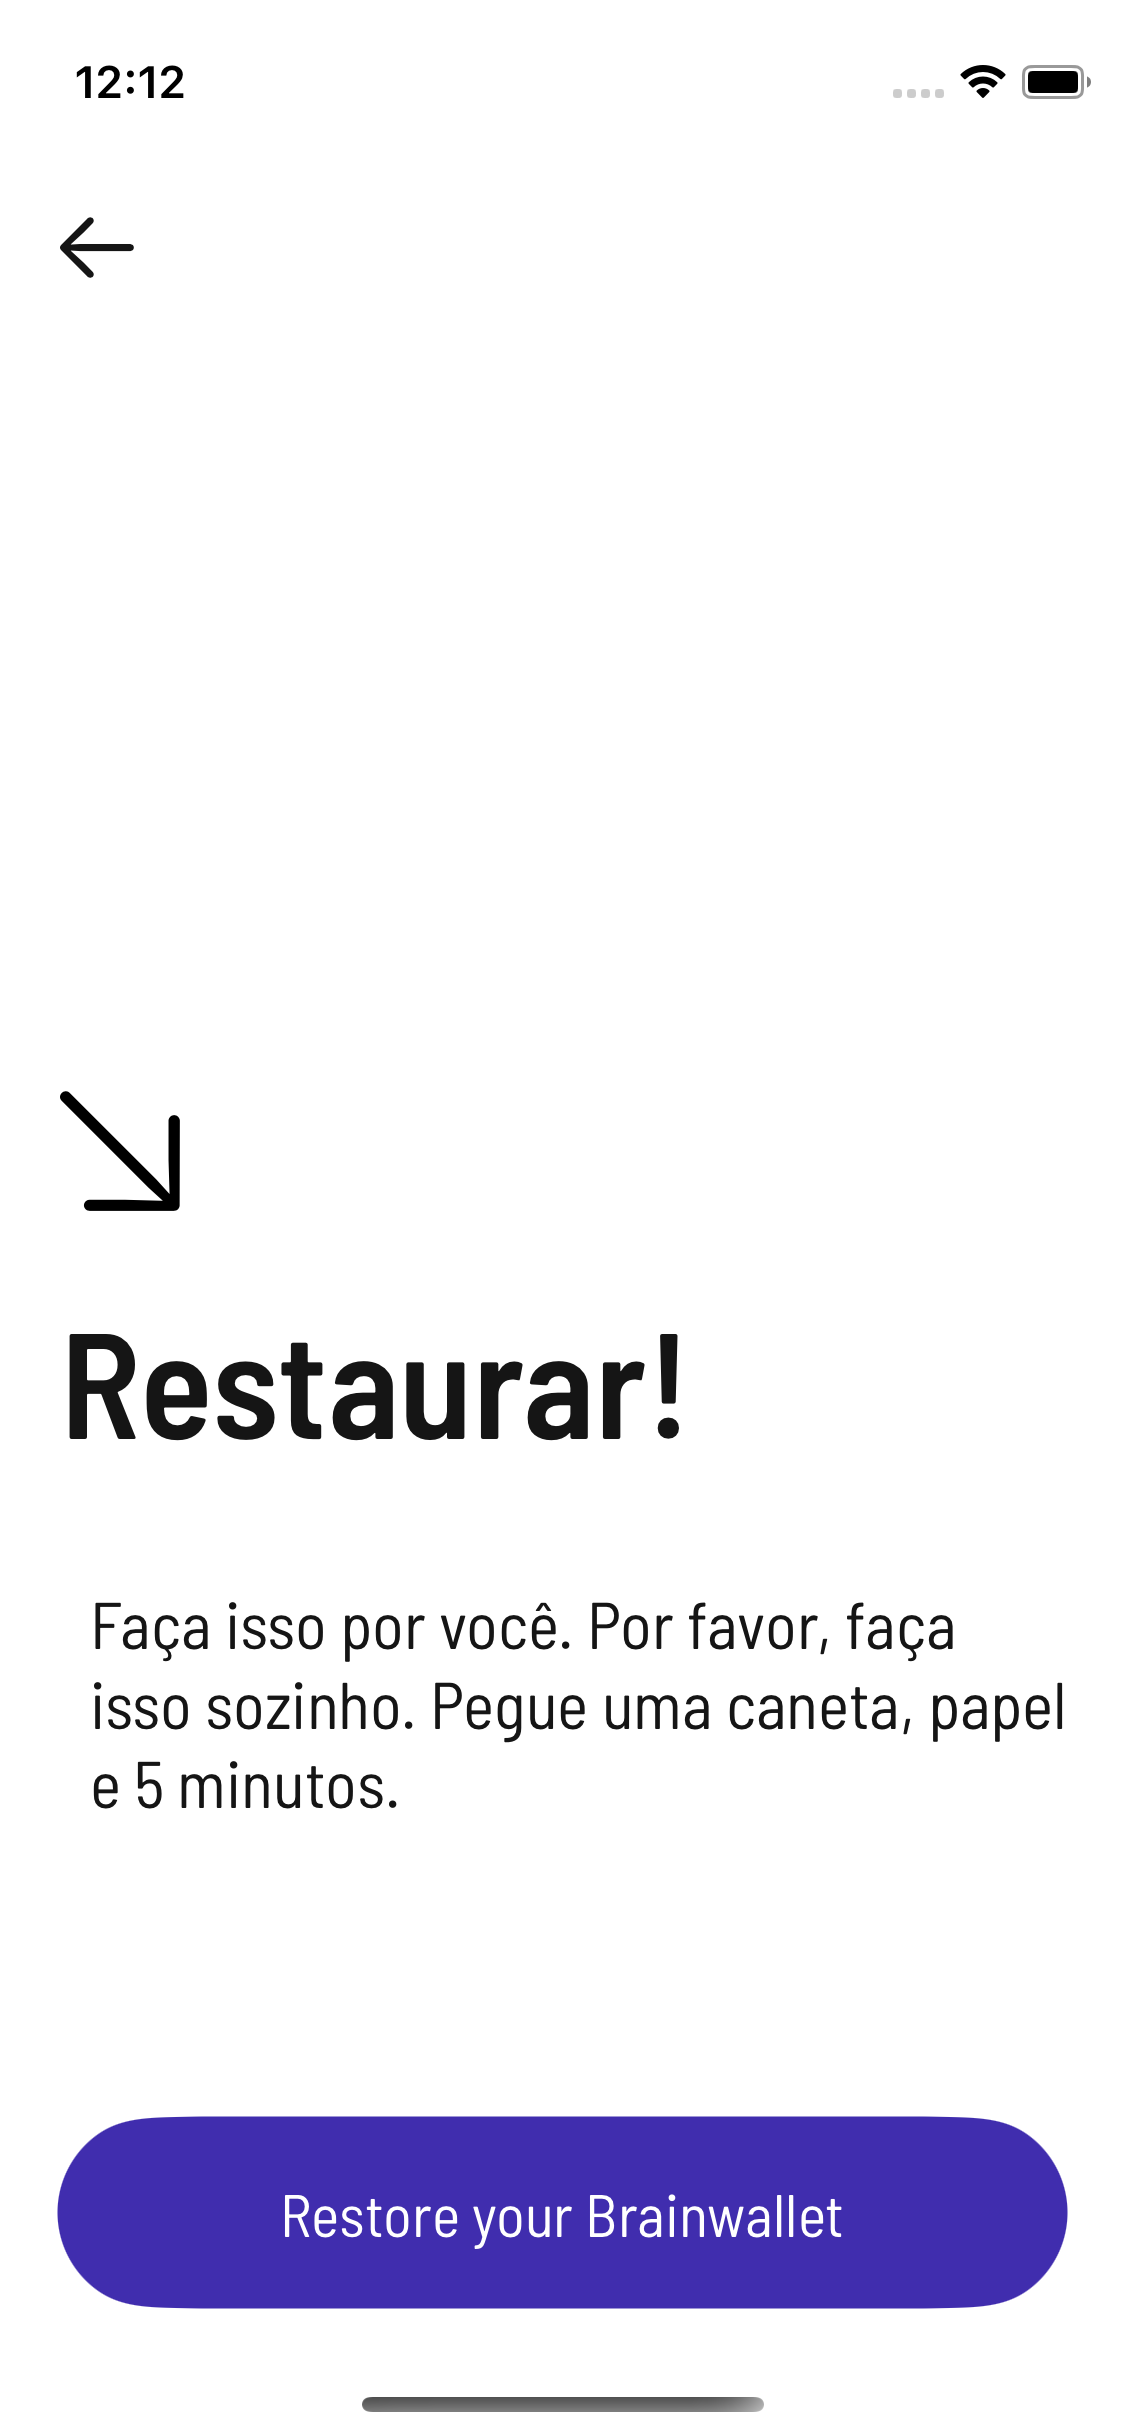 12:12
Restaurar!
Faça isso por você. Por favor, faça
isso sozinho. Pegue uma caneta, papel
e 5 minutos.
Restore your Brainwallet